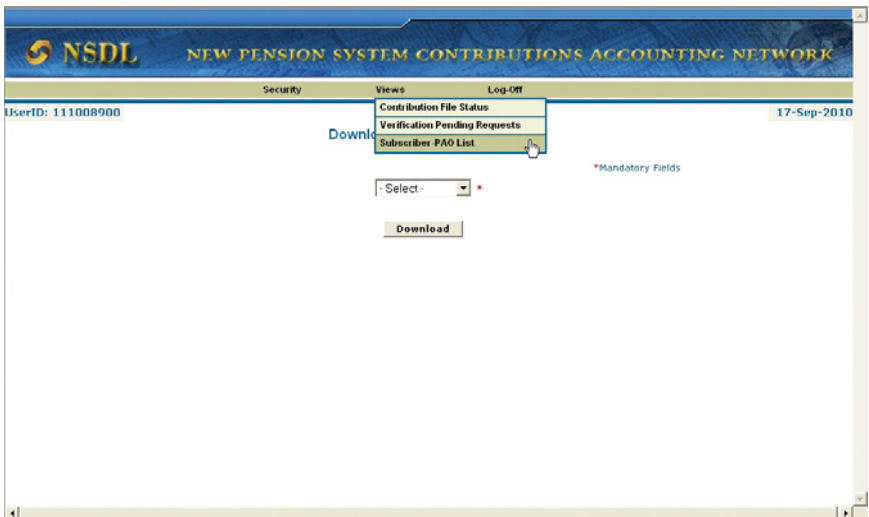 NSDL NEW PENSION SYSTEM CONTRIBUTIONS ACCOUNTING NETWORK
Security Views Log-Off
UserID: 111008900 17-Sep-2010
Contribution File Status
Verification Pending Requests
Subscriber-PAO List
Downlo
*Mandatory Fields
- Select - *
Download